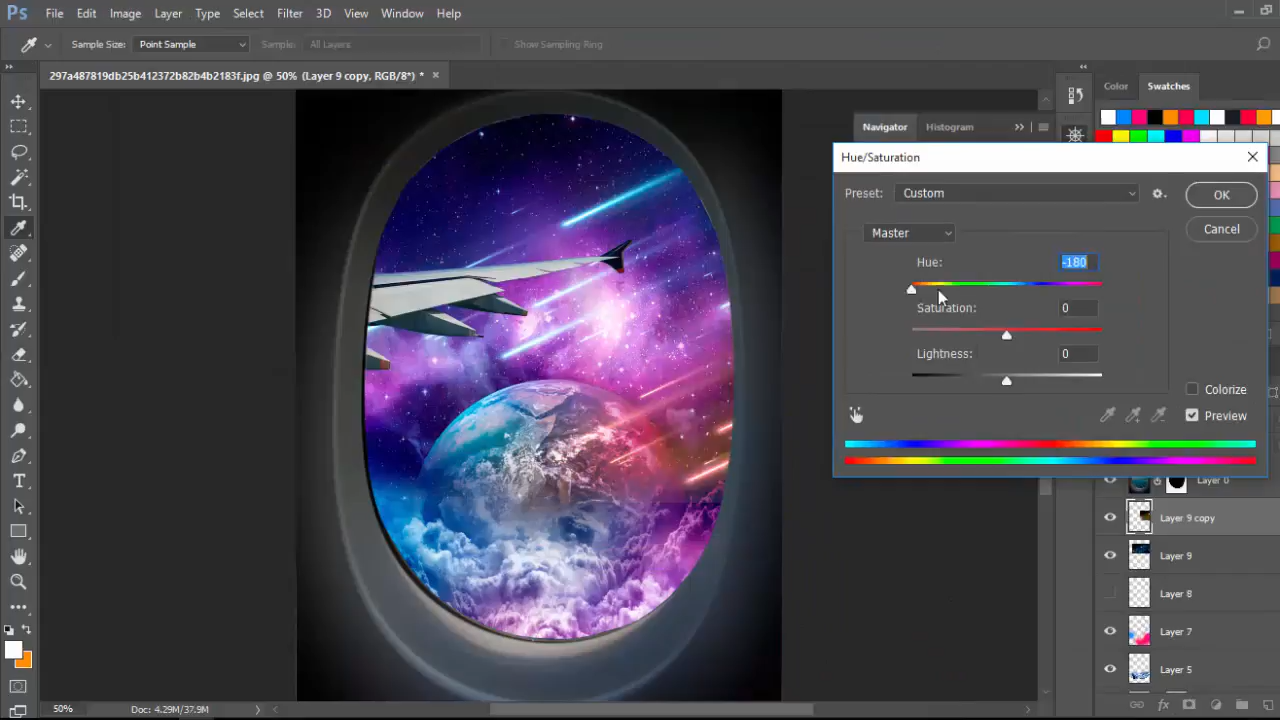 Ps File Edit Image Layer Type Select Filter 3D View Window Help
Sample Size: Point Sample Sample: All Layers Show Sampling Ring
297a487819db25b412372b82b4b2183f.jpg @ 50% (Layer 9 copy, RGB/8*) *
Color Swatches
Navigator Histogram
Hue/Saturation
Preset: Custom OK
Master Cancel
Hue: -180
Saturation: 0
Lightness: 0
Colorize
Preview
Layer 0
Layer 9 copy
Layer 9
Layer 8
Layer 7
Layer 5
T
fx
50% Doc: 4.29M/37.9M